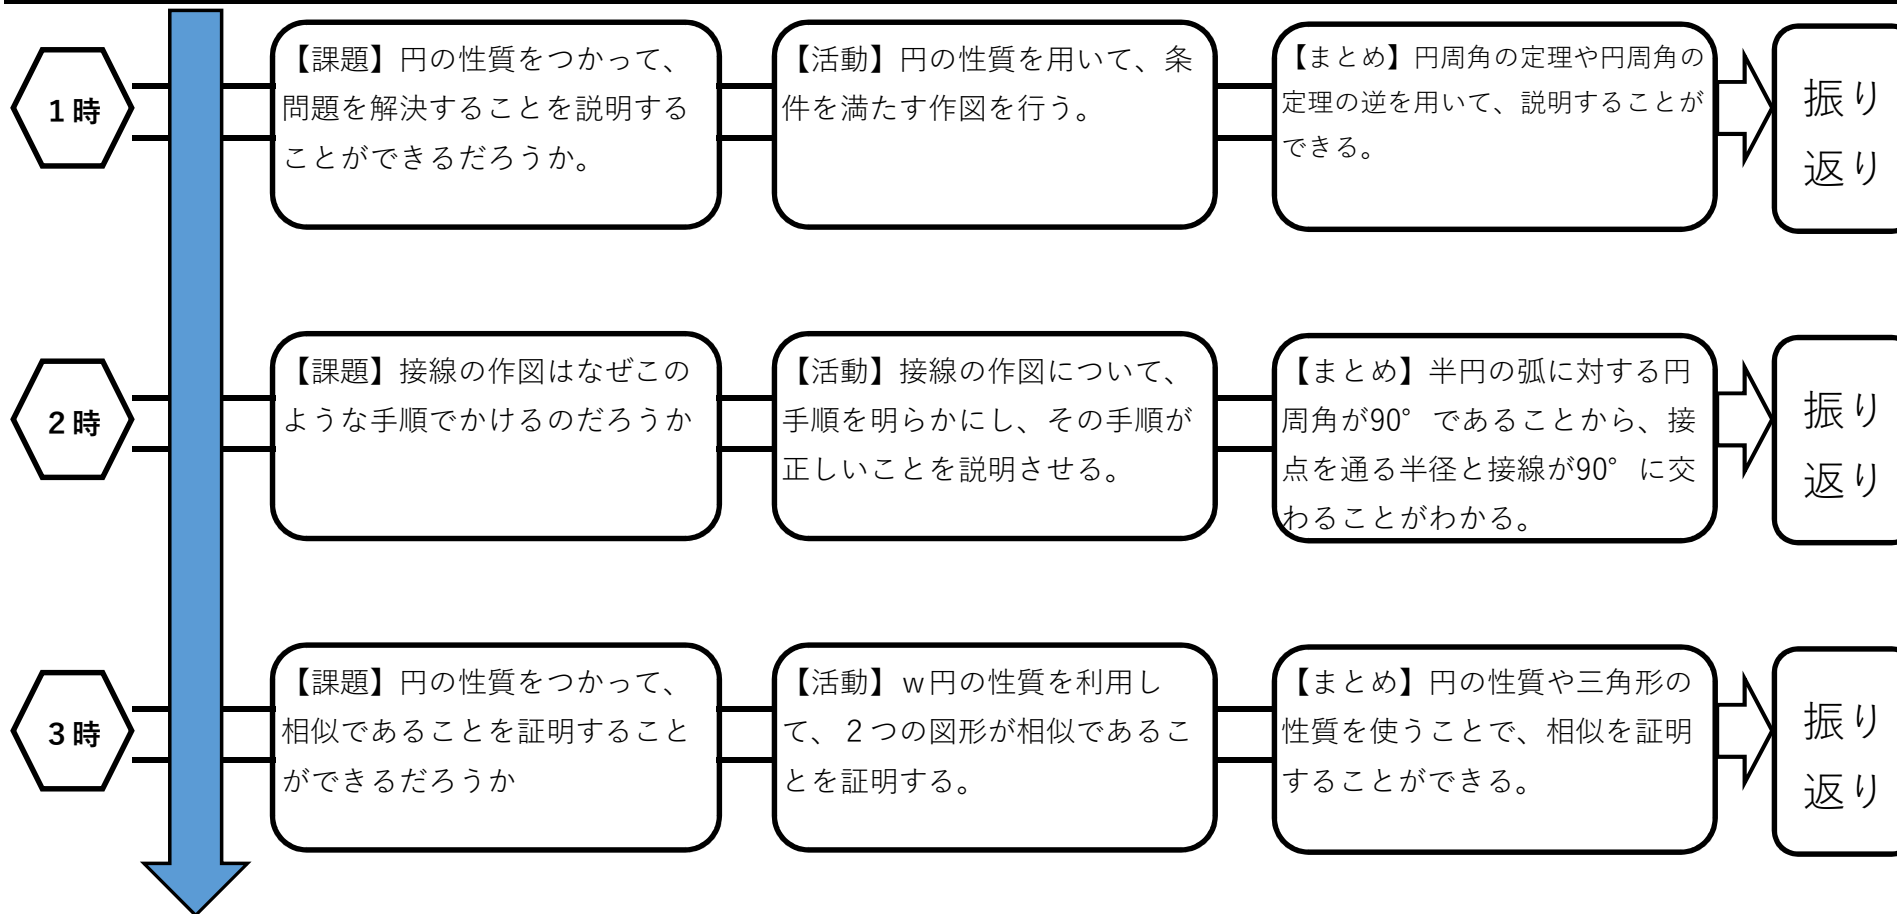 1時
【課題】円の性質をつかって、
問題を解決することを説明する
ことができるだろうか。
【活動】円の性質を用いて、条
件を満たす作図を行う。
【まとめ】円周角の定理や円周角の
定理の逆を用いて、説明することが
できる。
振り
返り
2時
【課題】接線の作図はなぜこの
ような手順でかけるのだろうか
【活動】接線の作図について、
手順を明らかにし、その手順が
正しいことを説明させる。
【まとめ】半円の弧に対する円
周角が90°であることから、接
点を通る半径と接線が90°に交
わることがわかる。
振り
返り
3時
【課題】円の性質をつかって、
相似であることを証明すること
ができるだろうか
【活動】ｗ円の性質を利用し
て、２つの図形が相似であるこ
とを証明する。
【まとめ】円の性質や三角形の
性質を使うことで、相似を証明
することができる。
振り
返り